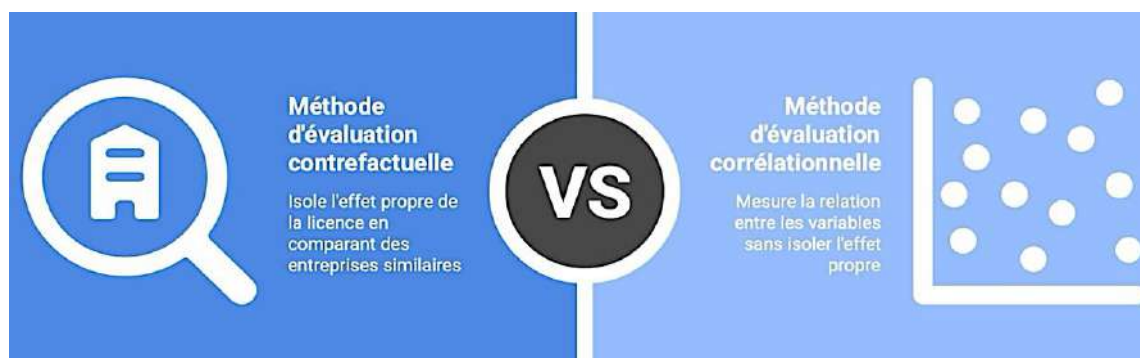 Méthode
d'évaluation
contrefactuelle
Isole l'effet propre de
la licence en
comparant des
entreprises similaires
VS
Méthode
d'évaluation
corrélationnelle
Mesure la relation
entre les variables
sans isoler l'effet
propre